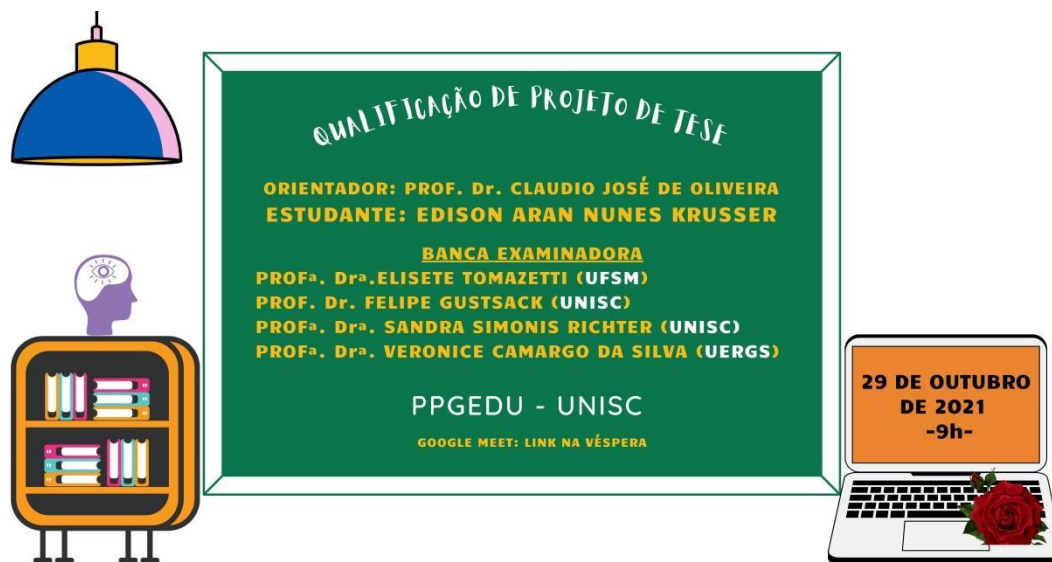 QUALIFICAÇÃO DE PROJETO DE TESE
ORIENTADOR: PROF. Dr. CLAUDIO JOSÉ DE OLIVEIRA
ESTUDANTE: EDISON ARAN NUNES KRUSSER
BANCA EXAMINADORA
PROFª. Drª.ELISETE TOMAZETTI (UFSM)
PROF. Dr. FELIPE GUSTSACK (UNISC)
PROFª. Drª. SANDRA SIMONIS RICHTER (UNISC)
PROFª. Drª. VERONICE CAMARGO DA SILVA (UERGS)
PPGEDU - UNISC
GOOGLE MEET: LINK NA VÉSPERA
29 DE OUTUBRO
DE 2021
-9h-